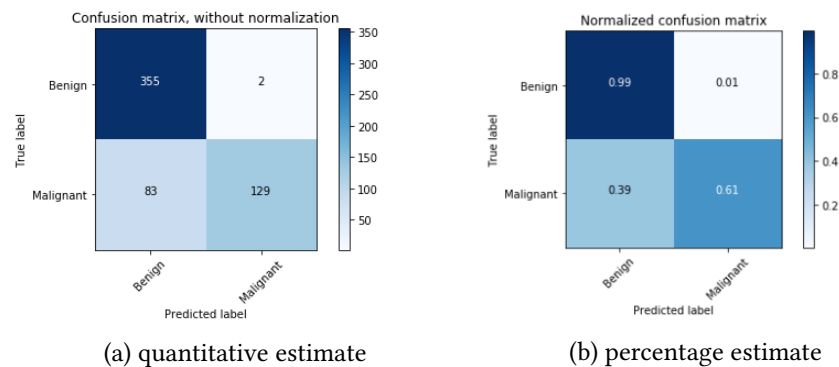 Confusion matrix, without normalization
Benign
Malignant
True label
355
2
83
129
Benign
Malignant
Predicted label
350
300
250
200
150
100
50
(a) quantitative estimate
Normalized confusion matrix
Benign
Malignant
True label
0.99
0.01
0.39
0.61
Benign
Malignant
Predicted label
0.8
0.6
0.4
0.2
(b) percentage estimate